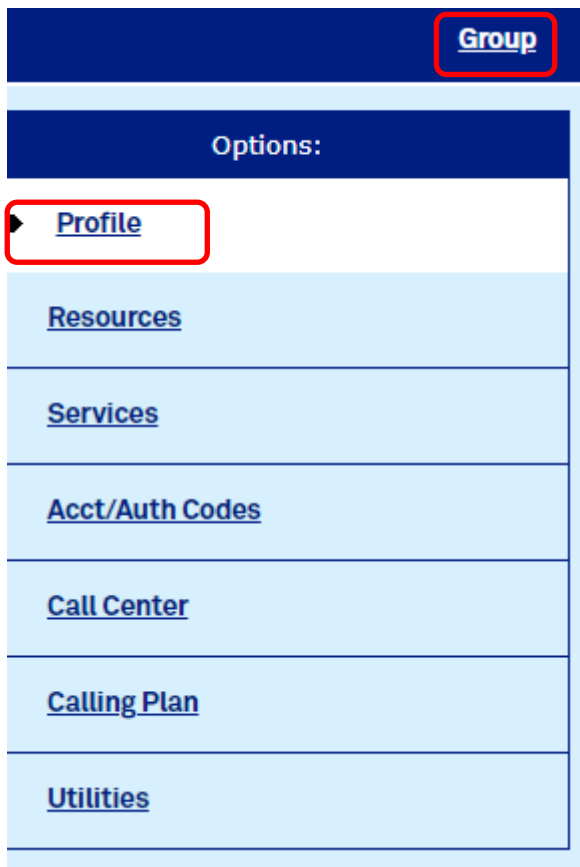 Group
Options:
Profile
Resources
Services
Acct/Auth Codes
Call Center
Calling Plan
Utilities